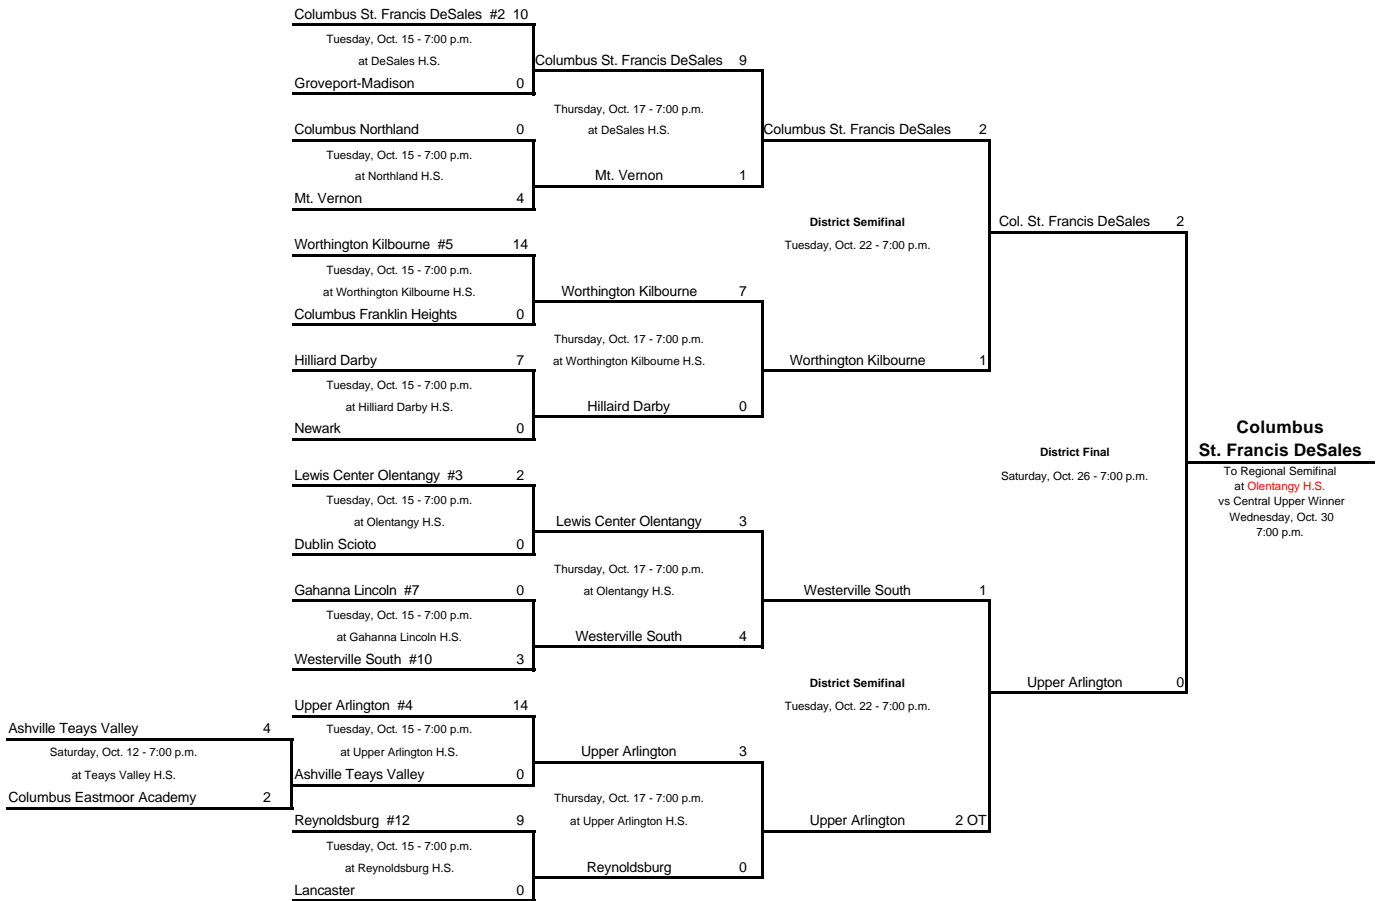 Columbus St. Francis DeSales #2 10
Tuesday, Oct. 15 - 7:00 p.m.
at DeSales H.S.
Groveport-Madison 0
Columbus St. Francis DeSales 9
Thursday, Oct. 17 - 7:00 p.m.
at DeSales H.S.
Mt. Vernon 1
Columbus Northland 0
Tuesday, Oct. 15 - 7:00 p.m.
at Northland H.S.
Mt. Vernon 4
Columbus St. Francis DeSales 2
District Semifinal
Tuesday, Oct. 22 - 7:00 p.m.
Worthington Kilbourne 1
Col. St. Francis DeSales 2
Worthington Kilbourne #5 14
Tuesday, Oct. 15 - 7:00 p.m.
at Worthington Kilbourne H.S.
Columbus Franklin Heights 0
Worthington Kilbourne 7
Thursday, Oct. 17 - 7:00 p.m.
at Worthington Kilbourne H.S.
Hillaird Darby 0
Hilliard Darby 7
Tuesday, Oct. 15 - 7:00 p.m.
at Hilliard Darby H.S.
Newark 0
District Final
Saturday, Oct. 26 - 7:00 p.m.
Columbus
St. Francis DeSales
To Regional Semifinal
at Olentangy H.S.
vs Central Upper Winner
Wednesday, Oct. 30
7:00 p.m.
Lewis Center Olentangy #3 2
Tuesday, Oct. 15 - 7:00 p.m.
at Olentangy H.S.
Dublin Scioto 0
Lewis Center Olentangy 3
Thursday, Oct. 17 - 7:00 p.m.
at Olentangy H.S.
Westerville South 4
Gahanna Lincoln #7 0
Tuesday, Oct. 15 - 7:00 p.m.
at Gahanna Lincoln H.S.
Westerville South #10 3
Westerville South 1
District Semifinal
Tuesday, Oct. 22 - 7:00 p.m.
Upper Arlington 2 OT
Upper Arlington 0
Ashville Teays Valley 4
Saturday, Oct. 12 - 7:00 p.m.
at Teays Valley H.S.
Columbus Eastmoor Academy 2
Upper Arlington #4 14
Tuesday, Oct. 15 - 7:00 p.m.
at Upper Arlington H.S.
Ashville Teays Valley 0
Upper Arlington 3
Thursday, Oct. 17 - 7:00 p.m.
at Upper Arlington H.S.
Reynoldsburg 0
Reynoldsburg #12 9
Tuesday, Oct. 15 - 7:00 p.m.
at Reynoldsburg H.S.
Lancaster 0